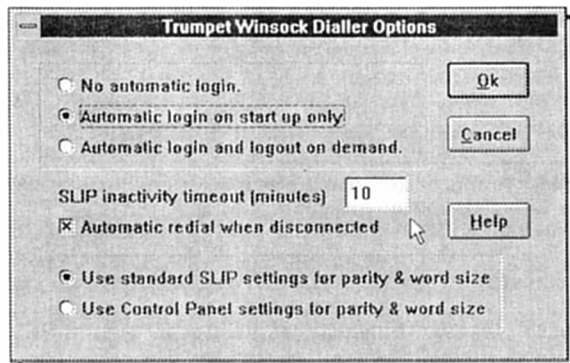 Trumpet Winsock Dialler Options
No automatic login.
Automatic login on start up only
Automatic login and logout on demand.
Ok
Cancel
SLIP inactivity timeout (minutes) 10
Automatic redial when disconnected
Help
Use standard SLIP settings for parity & word size
Use Control Panel settings for parity & word size